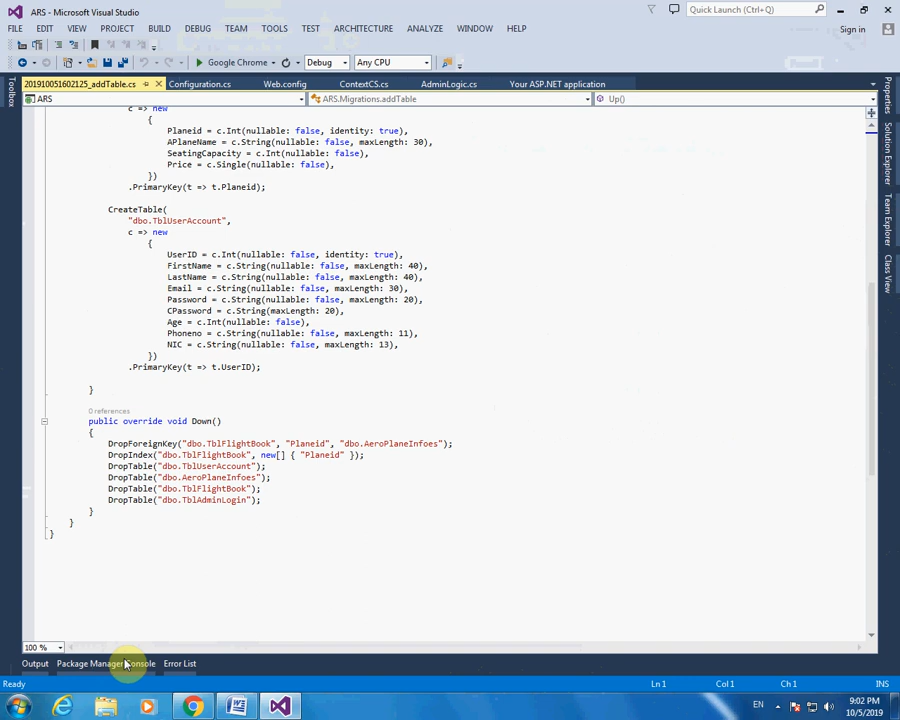 ARS - Microsoft Visual Studio
Quick Launch (Ctrl+Q)
FILE EDIT VIEW PROJECT BUILD DEBUG TEAM TOOLS TEST ARCHITECTURE ANALYZE WINDOW HELP
Sign in
Google Chrome Debug Any CPU
201910051602125_addTable.cs Configuration.cs Web.config ContextCS.cs AdminLogic.cs Your ASP.NET application
ARS ARS.Migrations.addTable Up()
Toolbox
Properties
Solution Explorer
Team Explorer
Class View
c => new
{
Planeid = c.Int(nullable: false, identity: true),
APlaneName = c.String(nullable: false, maxLength: 30),
SeatingCapacity = c.Int(nullable: false),
Price = c.Single(nullable: false),
})
.PrimaryKey(t => t.Planeid);
CreateTable(
"dbo.TblUserAccount",
c => new
{
UserID = c.Int(nullable: false, identity: true),
FirstName = c.String(nullable: false, maxLength: 40),
LastName = c.String(nullable: false, maxLength: 40),
Email = c.String(nullable: false, maxLength: 30),
Password = c.String(nullable: false, maxLength: 20),
CPassword = c.String(maxLength: 20),
Age = c.Int(nullable: false),
Phoneno = c.String(nullable: false, maxLength: 11),
NIC = c.String(nullable: false, maxLength: 13),
})
.PrimaryKey(t => t.UserID);
}
0 references
public override void Down()
{
DropForeignKey("dbo.TblFlightBook", "Planeid", "dbo.AeroPlaneInfoes");
DropIndex("dbo.TblFlightBook", new[] { "Planeid" });
DropTable("dbo.TblUserAccount");
DropTable("dbo.AeroPlaneInfoes");
DropTable("dbo.TblFlightBook");
DropTable("dbo.TblAdminLogin");
}
}
}
100 %
Output Package Manager Console Error List
Ready Ln 1 Col 1 Ch 1 INS
EN 9:02 PM
10/5/2019